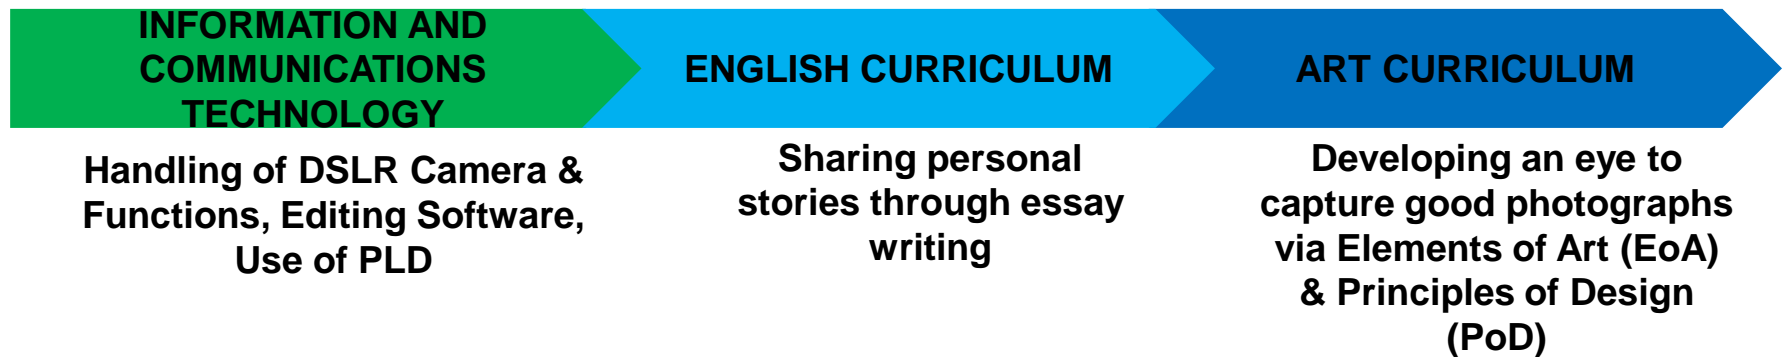 INFORMATION AND
COMMUNICATIONS
TECHNOLOGY
Handling of DSLR Camera &
Functions, Editing Software,
Use of PLD
ENGLISH CURRICULUM
Sharing personal
stories through essay
writing
ART CURRICULUM
Developing an eye to
capture good photographs
via Elements of Art (EoA)
& Principles of Design
(PoD)